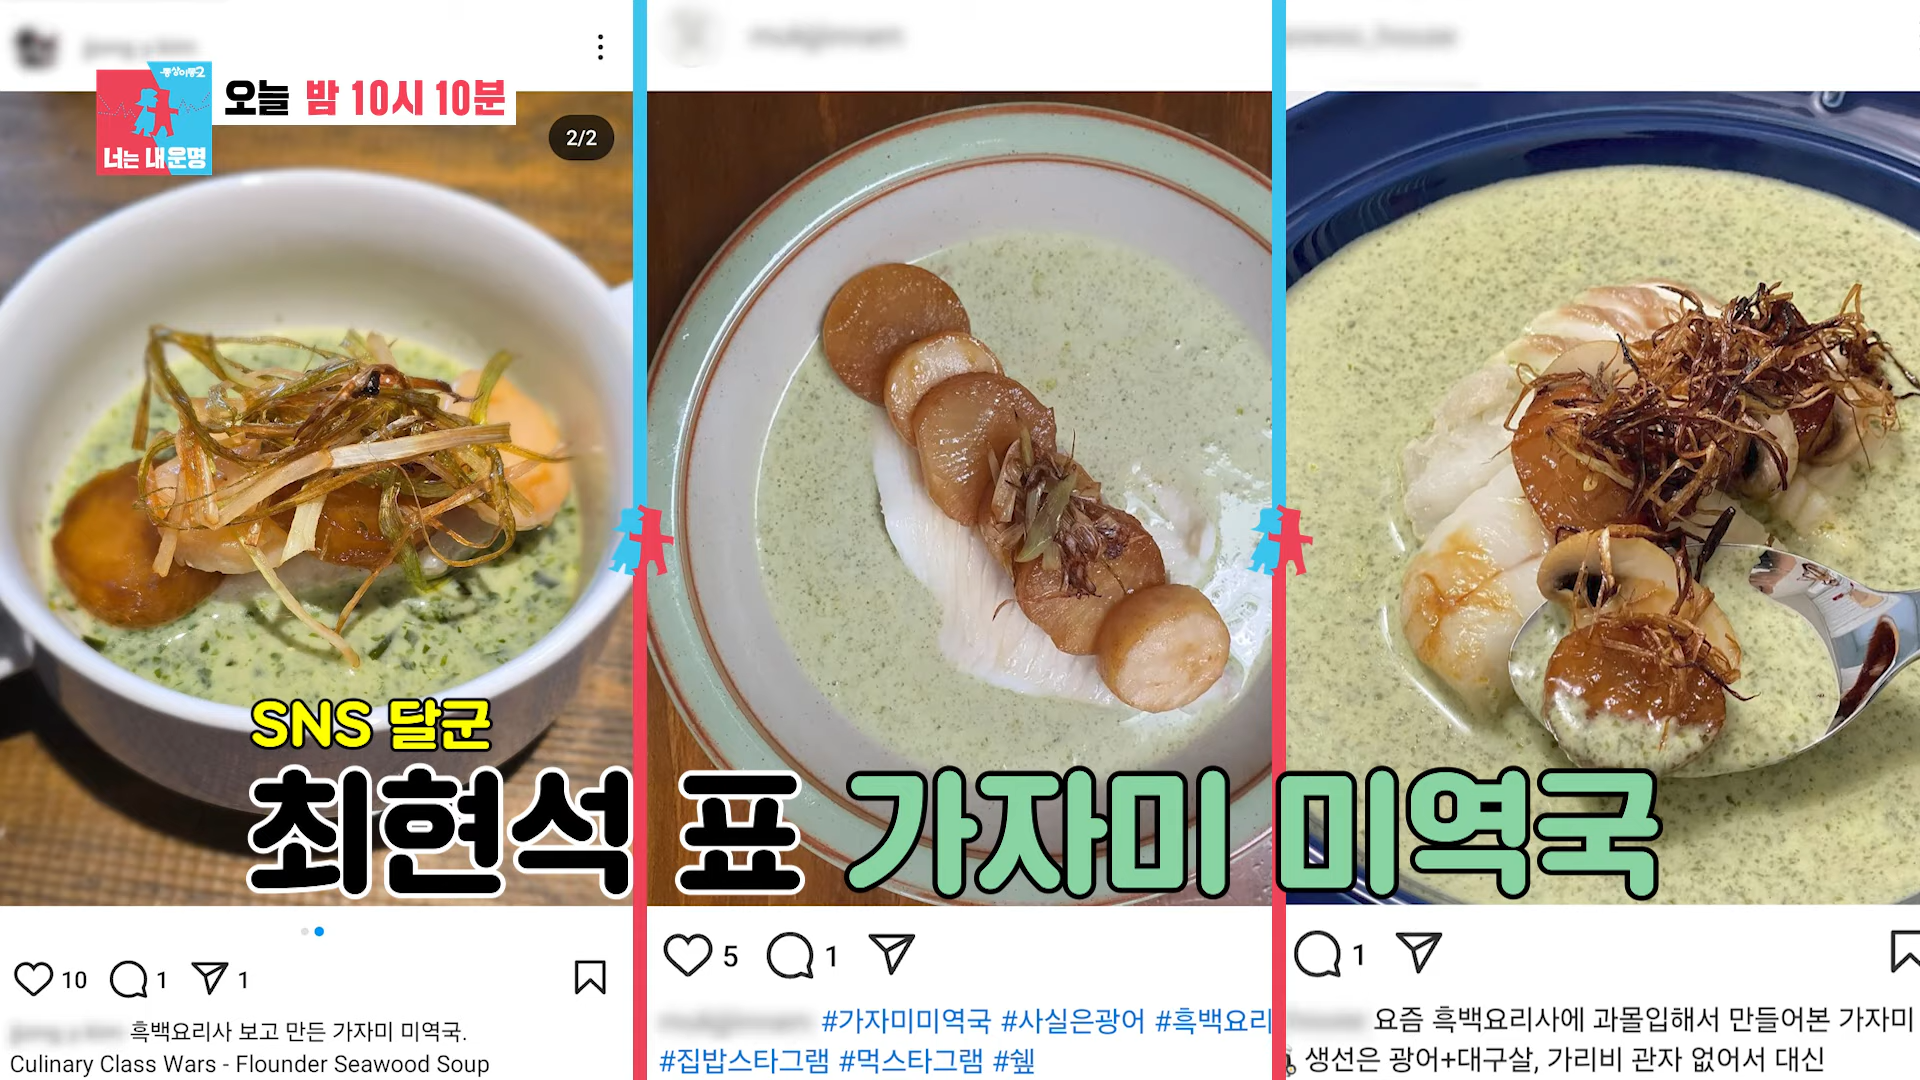 동상이몽2
너는 내 운명
오늘 밤 10시 10분
2/2
SNS 달군
최현석 표 가자미 미역국
10 1 1
흑백요리사 보고 만든 가자미 미역국.
Culinary Class Wars - Flounder Seawood Soup
5 1
#가자미미역국 #사실은광어 #흑백요리
#집밥스타그램 #먹스타그램 #쉚
1
요즘 흑백요리사에 과몰입해서 만들어본 가자미
생선은 광어+대구살, 가리비 관자 없어서 대신